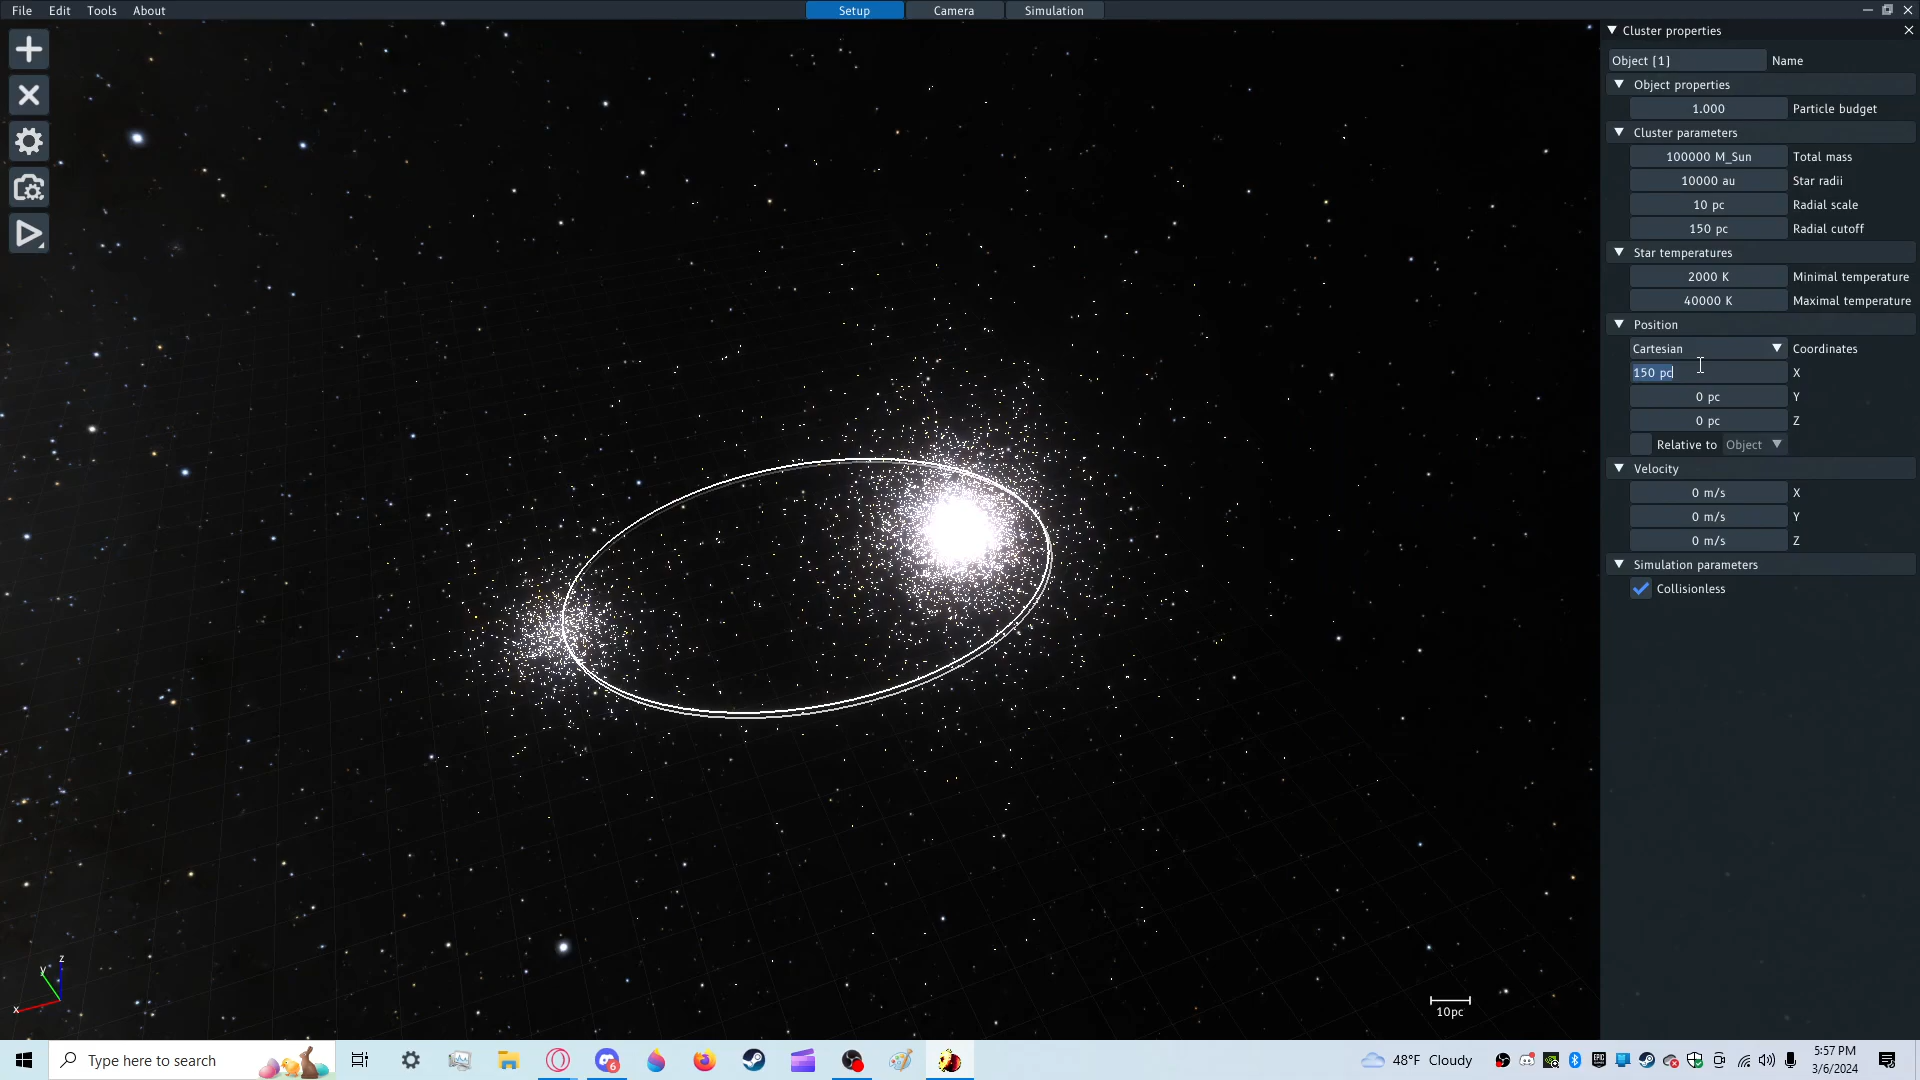 File Edit Tools About Setup Camera Simulation
Cluster properties
Object [1] Name
Object properties
1.000 Particle budget
Cluster parameters
100000 M_Sun Total mass
10000 au Star radii
10 pc Radial scale
150 pc Radial cutoff
Star temperatures
2000 K Minimal temperature
40000 K Maximal temperature
Position
Cartesian Coordinates
150 pc X
0 pc Y
0 pc Z
Relative to Object
Velocity
0 m/s X
0 m/s Y
0 m/s Z
Simulation parameters
Collisionless
z
y
x
10pc
Type here to search
6
48°F Cloudy
EPIC
5:57 PM
3/6/2024